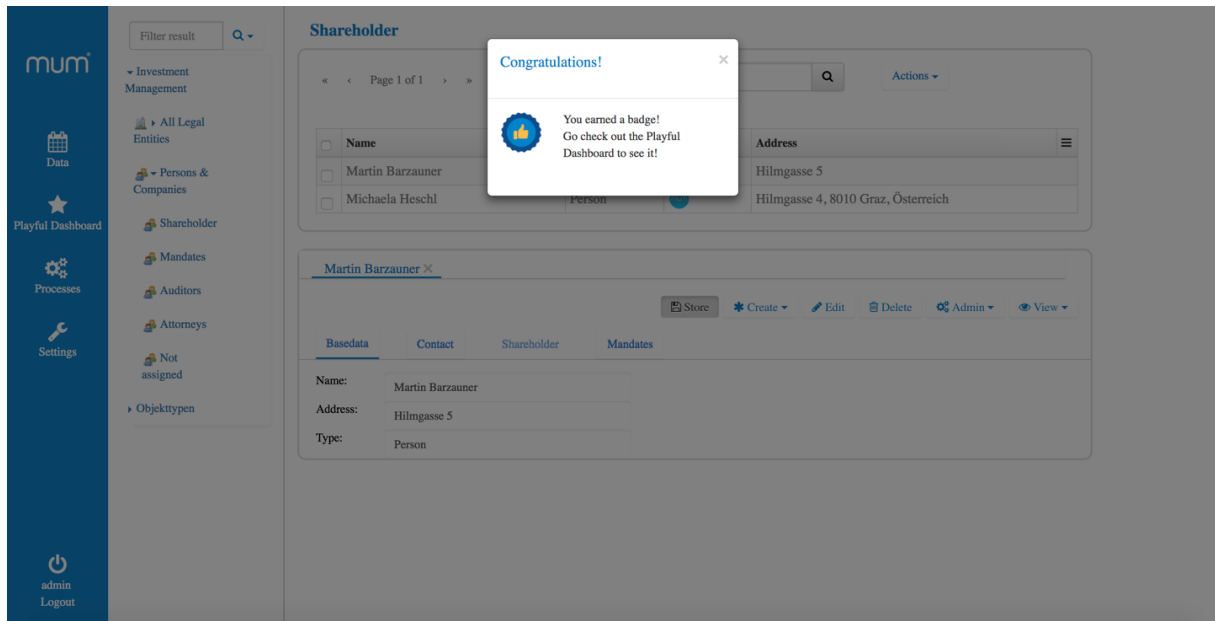 mum
Data
Playful Dashboard
Processes
Settings
admin
Logout
Filter result
Investment
Management
All Legal
Entities
Persons &
Companies
Shareholder
Mandates
Auditors
Attorneys
Not
assigned
Objekttypen
Shareholder
« ‹ Page 1 of 1 › »
Actions
Congratulations! ×
You earned a badge!
Go check out the Playful
Dashboard to see it!
Name Address
Martin Barzauner Hilmgasse 5
Michaela Heschl Person Hilmgasse 4, 8010 Graz, Österreich
Martin Barzauner ×
Store Create Edit Delete Admin View
Basedata Contact Shareholder Mandates
Name: Martin Barzauner
Address: Hilmgasse 5
Type: Person